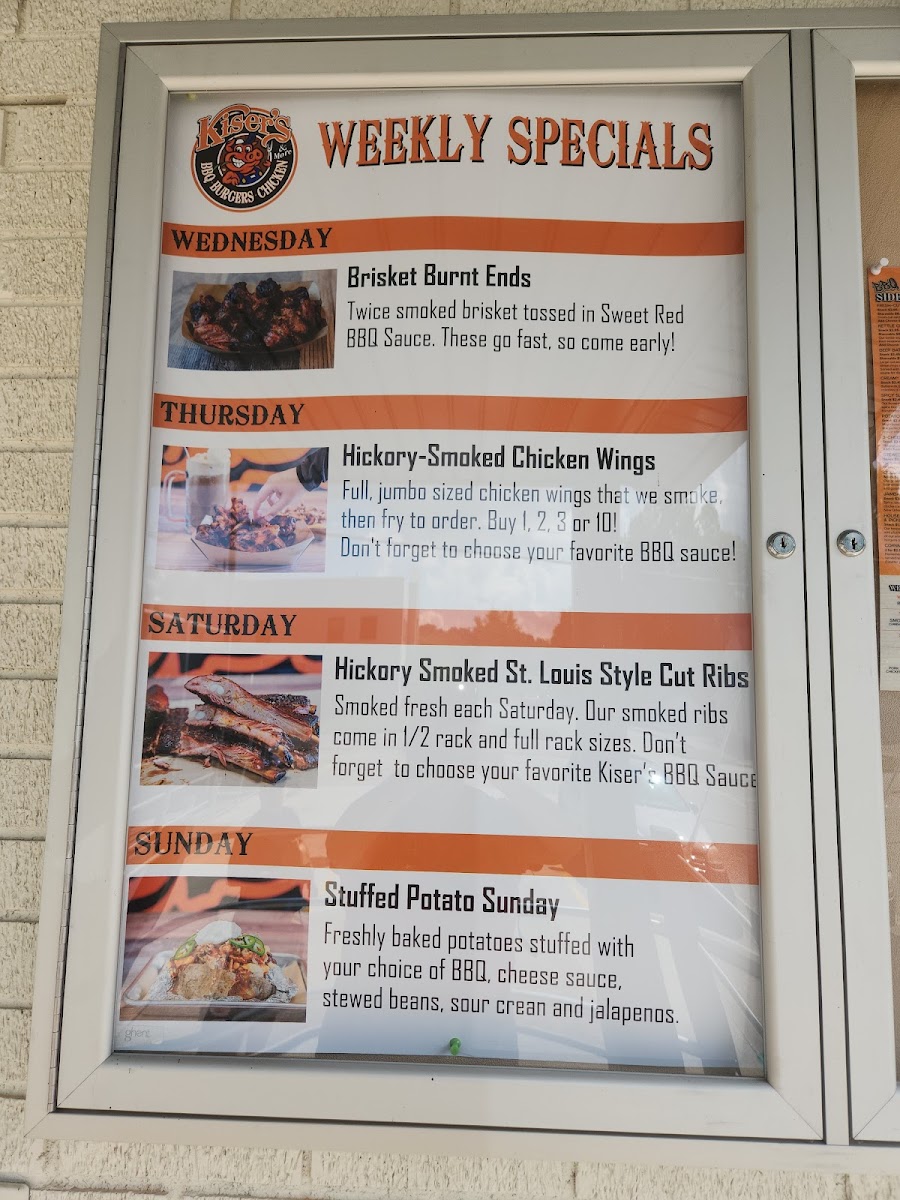 Kiser's
& More
BBQ BURGERS CHICKEN
WEEKLY SPECIALS
WEDNESDAY
Brisket Burnt Ends
Twice smoked brisket tossed in Sweet Red
BBQ Sauce. These go fast, so come early!
THURSDAY
Hickory-Smoked Chicken Wings
Full, jumbo sized chicken wings that we smoke,
then fry to order. Buy 1, 2, 3 or 10!
Don't forget to choose your favorite BBQ sauce!
SATURDAY
Hickory Smoked St. Louis Style Cut Ribs
Smoked fresh each Saturday. Our smoked ribs
come in 1/2 rack and full rack sizes. Don't
forget to choose your favorite Kiser's BBQ Sauce
SUNDAY
Stuffed Potato Sunday
Freshly baked potatoes stuffed with
your choice of BBQ, cheese sauce,
stewed beans, sour crean and jalapenos.
ghent
BBQ